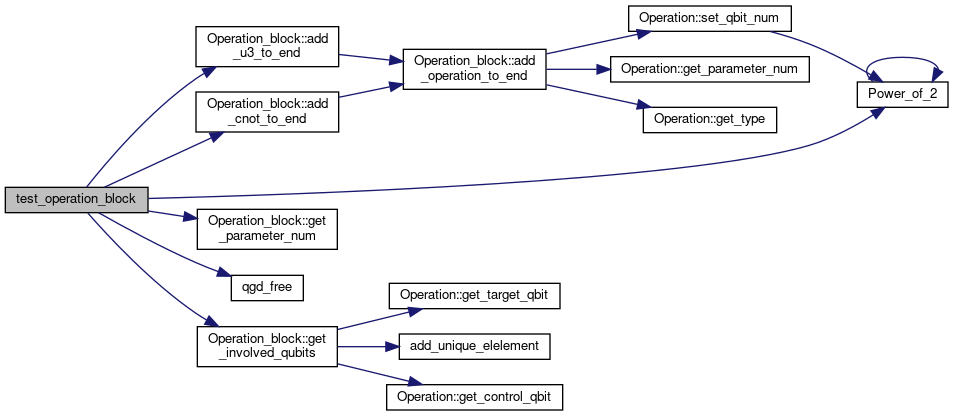 test_operation_block
Operation_block::add
_u3_to_end
Operation_block::add
_cnot_to_end
Operation_block::add
_operation_to_end
Operation::set_qbit_num
Operation::get_parameter_num
Operation::get_type
Power_of_2
Operation_block::get
_parameter_num
qgd_free
Operation_block::get
_involved_qubits
Operation::get_target_qbit
add_unique_elelement
Operation::get_control_qbit